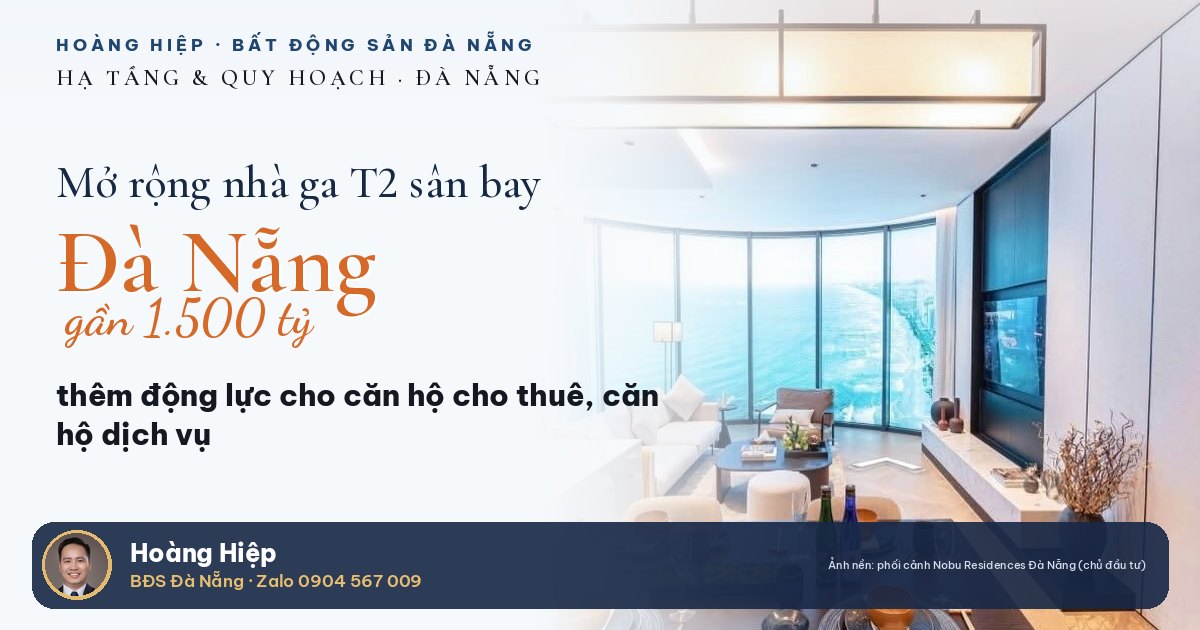 HOÀNG HIỆP · BẤT ĐỘNG SẢN ĐÀ NẴNG
HẠ TẦNG & QUY HOẠCH · ĐÀ NẴNG
Mở rộng nhà ga T2 sân bay
Đà Nẵng
gần 1.500 tỷ
thêm động lực cho căn hộ cho thuê, căn
hộ dịch vụ
Hoàng Hiệp
BĐS Đà Nẵng · Zalo 0904 567 009
Ảnh nền: phối cảnh Nobu Residences Đà Nẵng (chủ đầu tư)